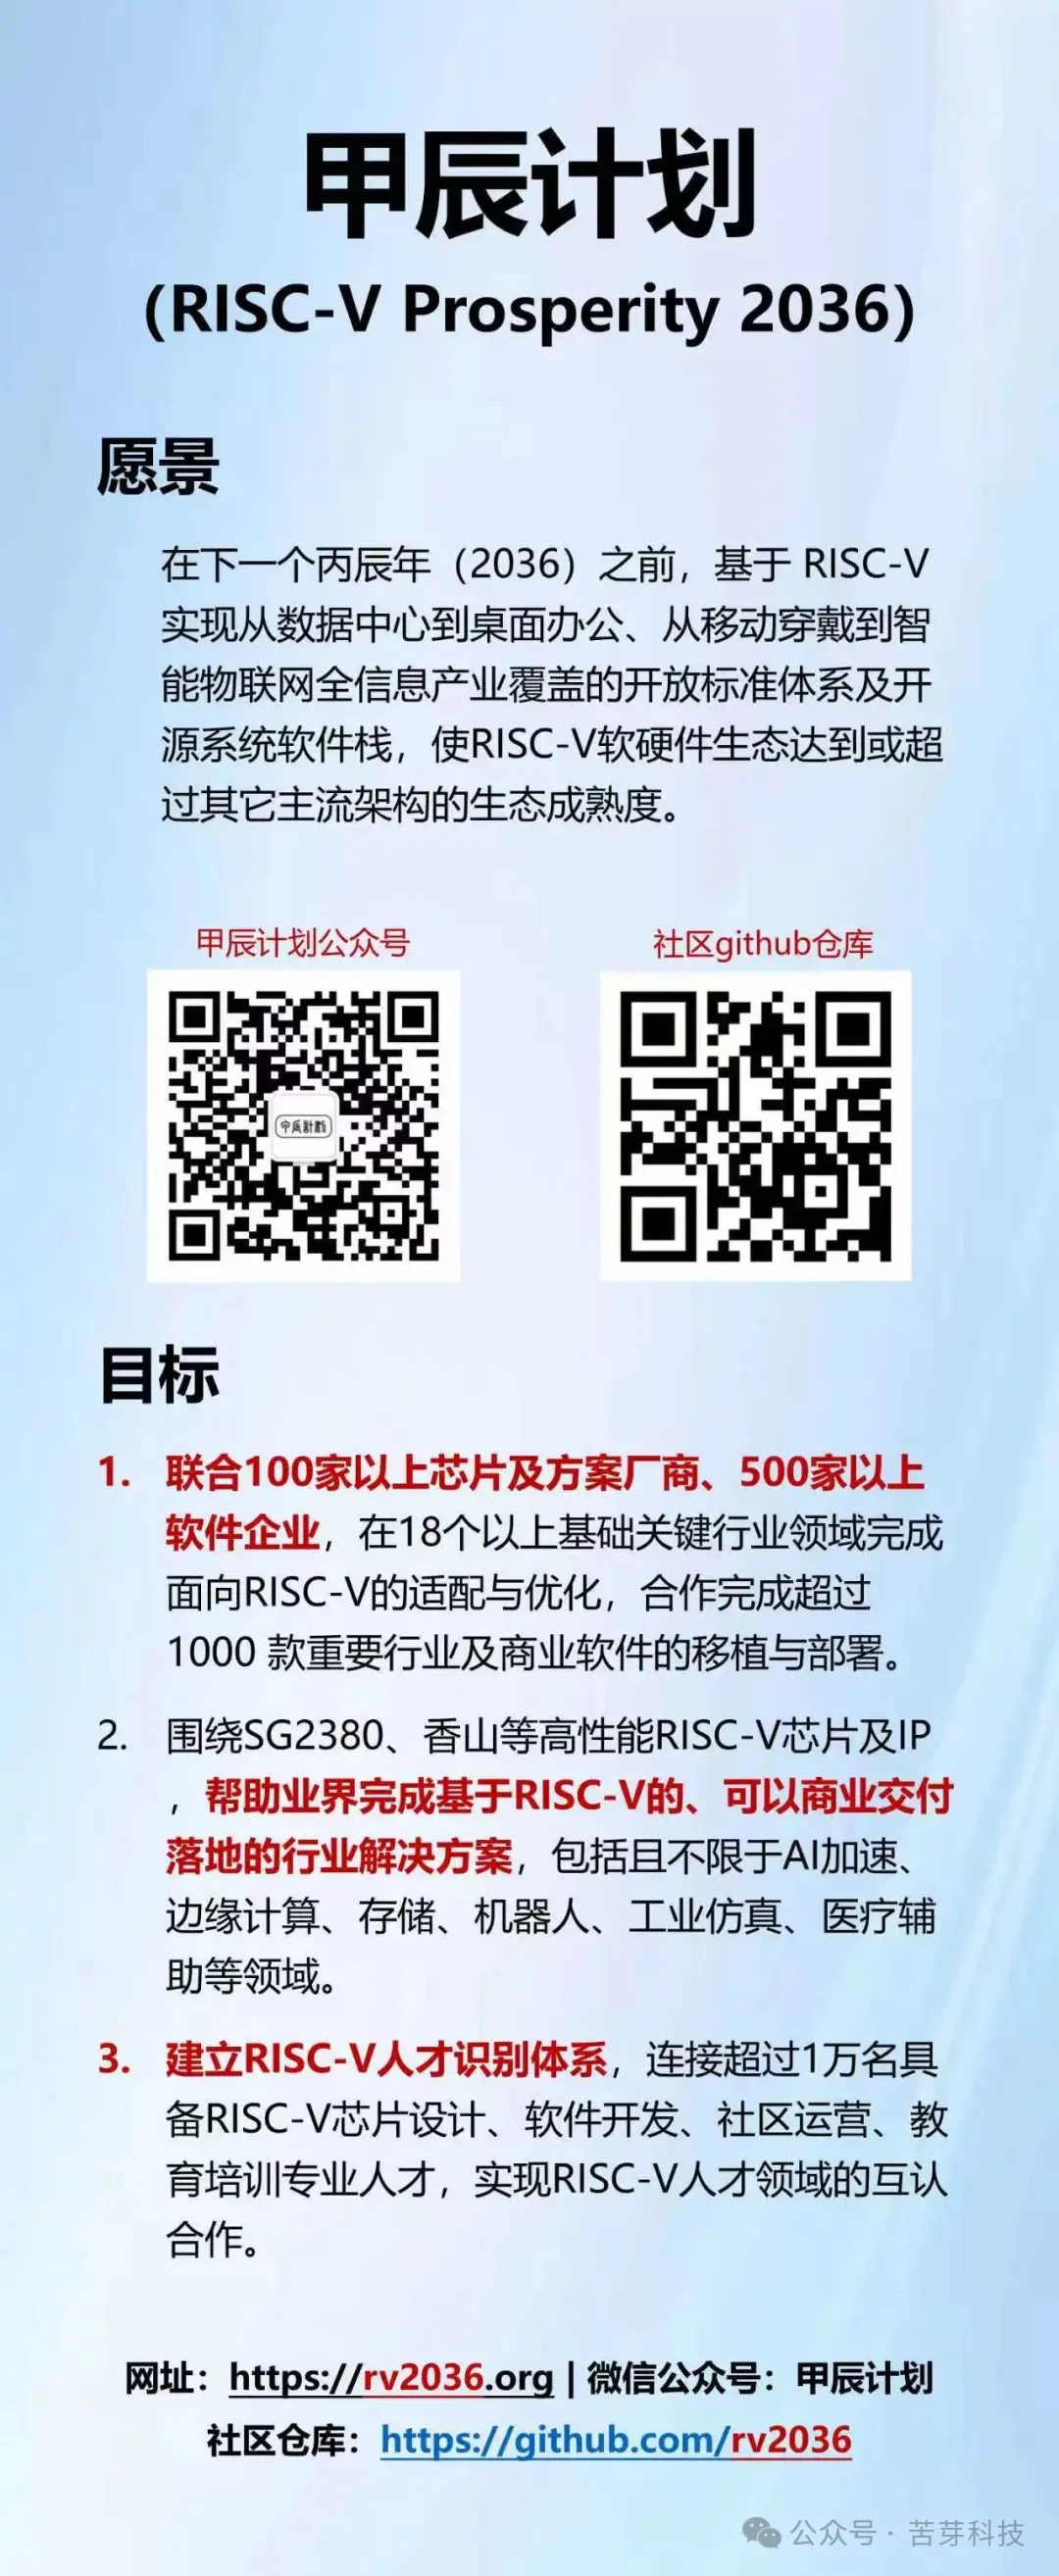 甲辰计划
（RISC-V Prosperity 2036）
愿景
在下一个丙辰年（2036）之前，基于 RISC-V
实现从数据中心到桌面办公、从移动穿戴到智
能物联网全信息产业覆盖的开放标准体系及开
源系统软件栈，使RISC-V软硬件生态达到或超
过其它主流架构的生态成熟度。
甲辰计划公众号
社区github仓库
甲辰計劃
目标
1. 联合100家以上芯片及方案厂商、500家以上
软件企业，在18个以上基础关键行业领域完成
面向RISC-V的适配与优化，合作完成超过
1000 款重要行业及商业软件的移植与部署。
2. 围绕SG2380、香山等高性能RISC-V芯片及IP
，帮助业界完成基于RISC-V的、可以商业交付
落地的行业解决方案，包括且不限于AI加速、
边缘计算、存储、机器人、工业仿真、医疗辅
助等领域。
3. 建立RISC-V人才识别体系，连接超过1万名具
备RISC-V芯片设计、软件开发、社区运营、教
育培训专业人才，实现RISC-V人才领域的互认
合作。
网址：https://rv2036.org | 微信公众号：甲辰计划
社区仓库：https://github.com/rv2036
公众号 · 苦芽科技